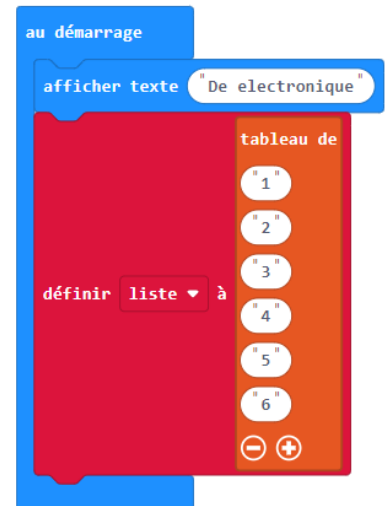 au démarrage
afficher texte "De electronique"
tableau de
"1"
"2"
"3"
définir liste à
"4"
"5"
"6"